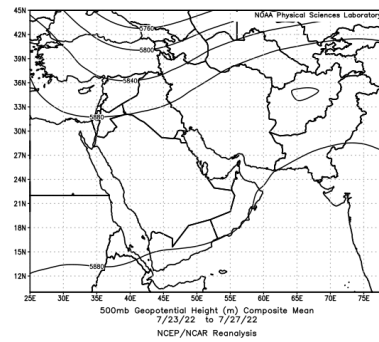 NOAA Physical Sciences Laboratory
45N
42N
39N
36N
33N
30N
27N
24N
21N
18N
15N
12N
5760
5800
5840
5880
5880
25E 30E 35E 40E 45E 50E 55E 60E 65E 70E 75E
500mb Geopotential Height (m) Composite Mean
7/23/22 to 7/27/22
NCEP/NCAR Reanalysis